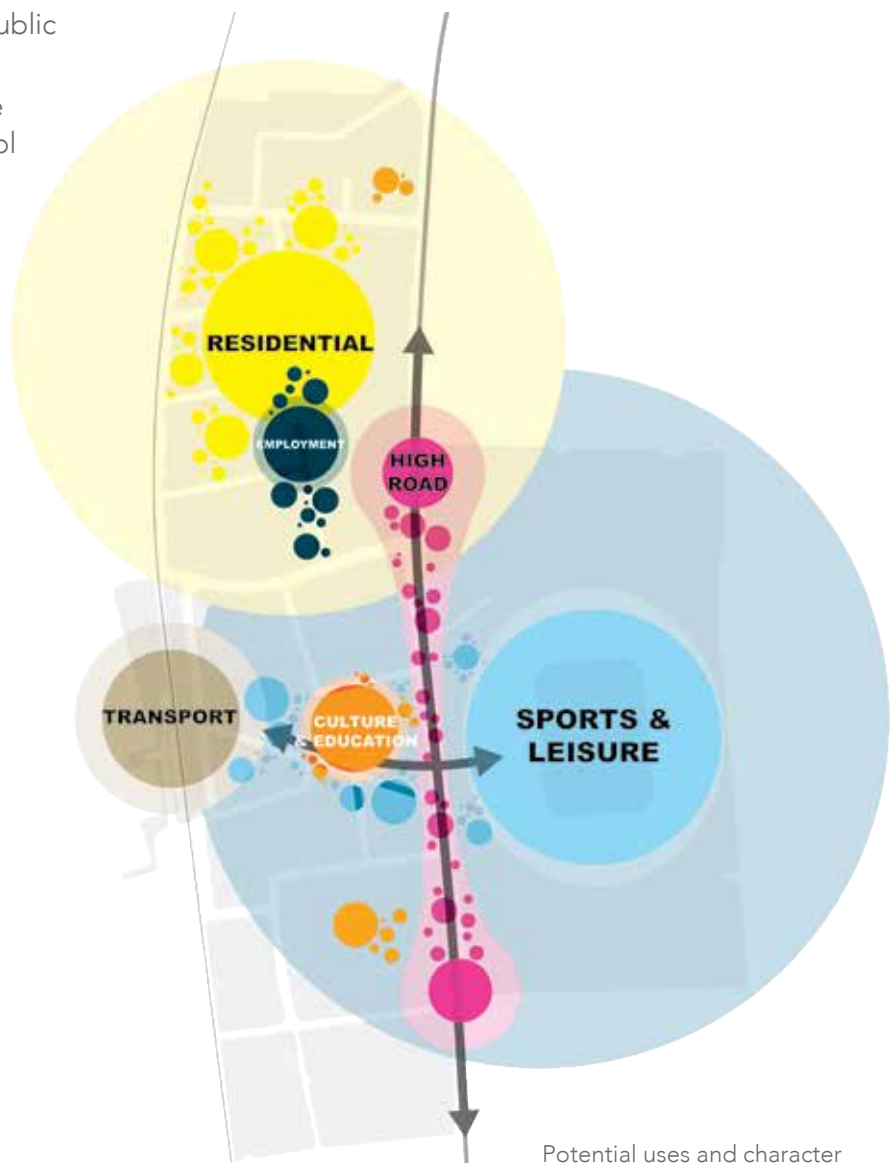 ublic
e
ol
RESIDENTIAL
EMPLOYMENT
HIGH
ROAD
TRANSPORT
CULTURE
& EDUCATION
SPORTS &
LEISURE
Potential uses and character